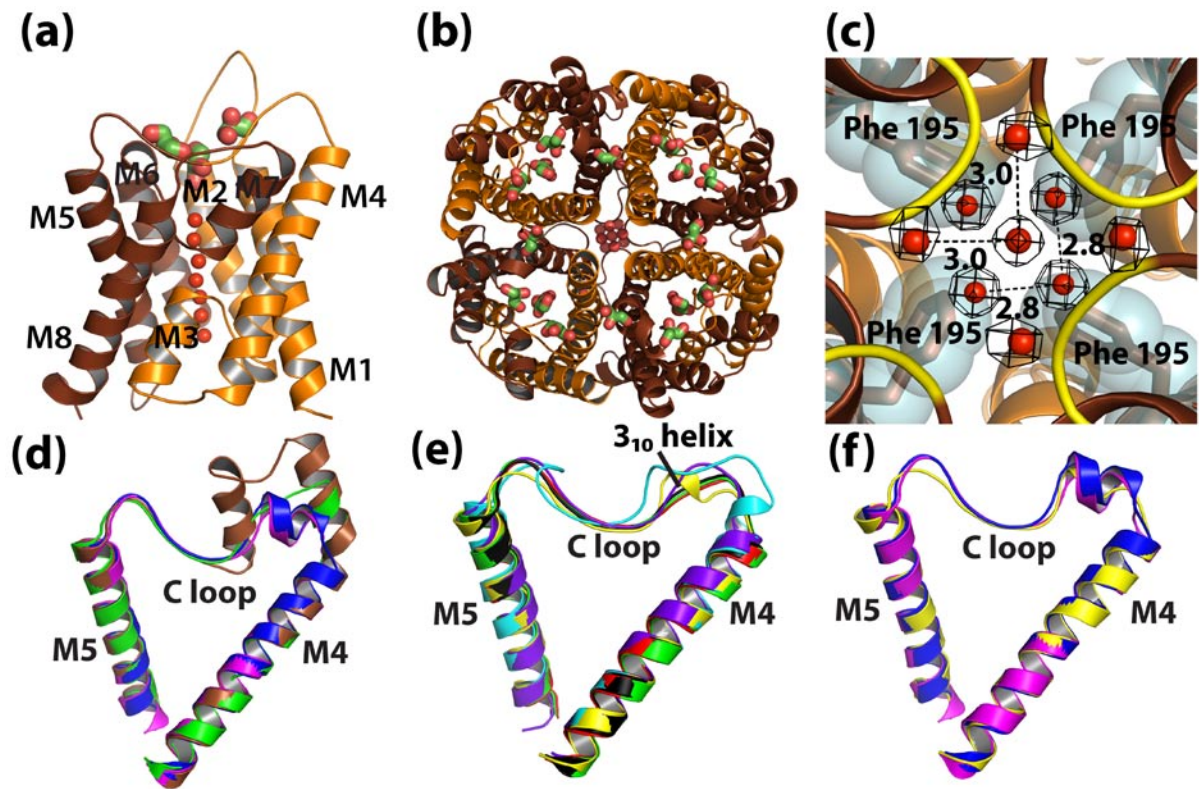 (a)
M6
M2
M7
M5
M4
M8
M3
M1
(b)
(c)
Phe 195
Phe 195
3.0
3.0
2.8
2.8
Phe 195
Phe 195
(d)
C loop
M5
M4
(e)
3₁₀ helix
C loop
M5
M4
(f)
C loop
M5
M4